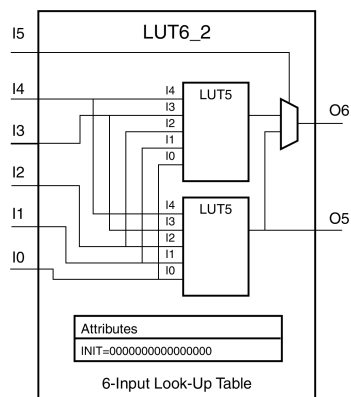 LUT6_2
I5
I4
I3
I2
I1
I0
I4
I3
I2
I1
I0
LUT5
I4
I3
I2
I1
I0
LUT5
O6
O5
Attributes
INIT=0000000000000000
6-Input Look-Up Table